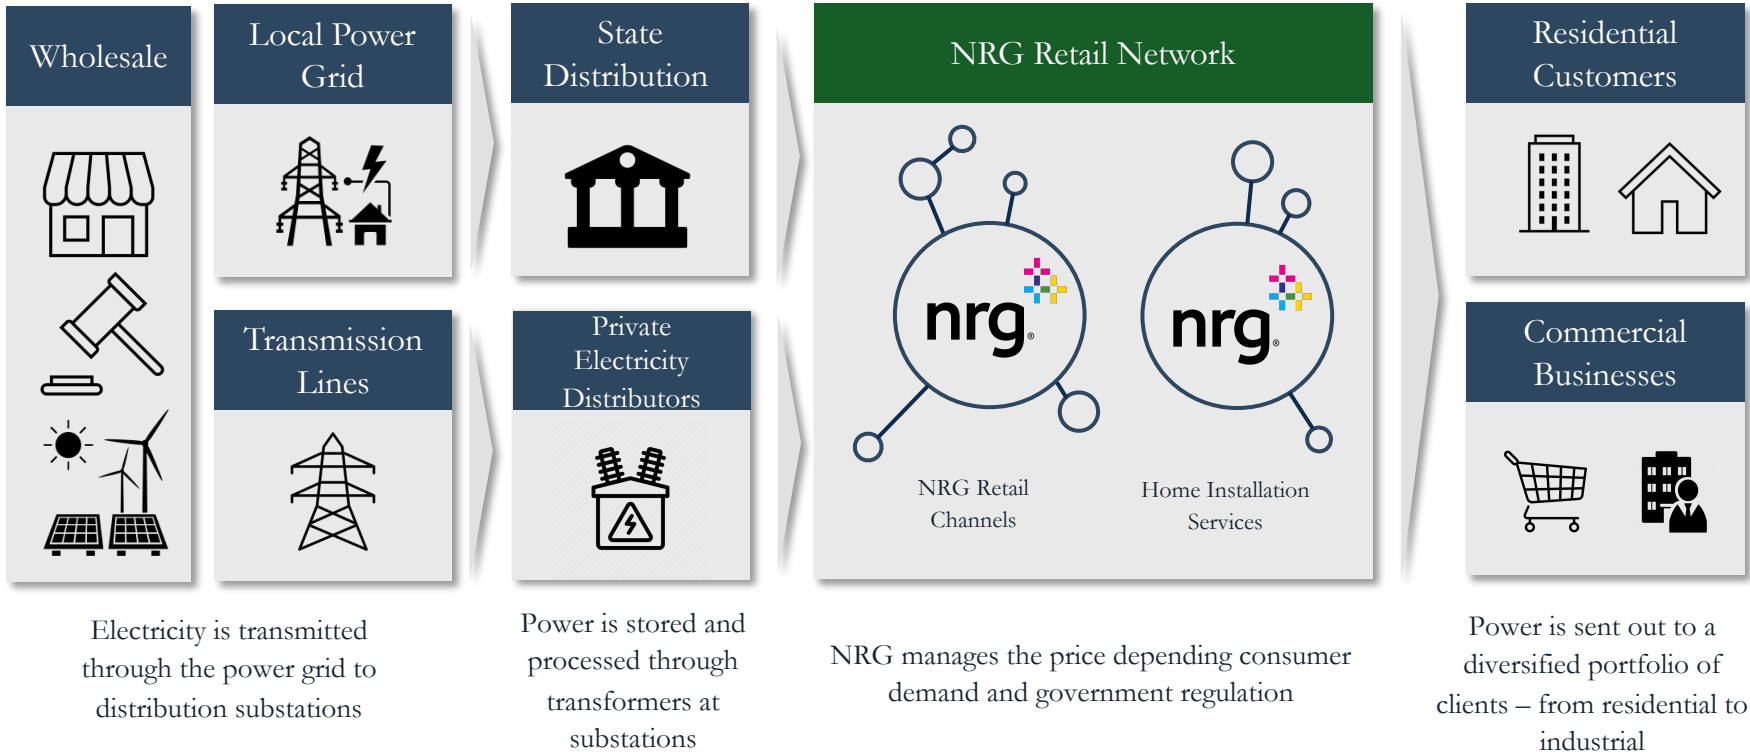 Wholesale
Local Power
Grid
State
Distribution
NRG Retail Network
Residential
Customers
Transmission
Lines
Private
Electricity
Distributors
nrg®
nrg®
NRG Retail
Channels
Home Installation
Services
Commercial
Businesses
Electricity is transmitted
through the power grid to
distribution substations
Power is stored and
processed through
transformers at
substations
NRG manages the price depending consumer
demand and government regulation
Power is sent out to a
diversified portfolio of
clients – from residential to
industrial